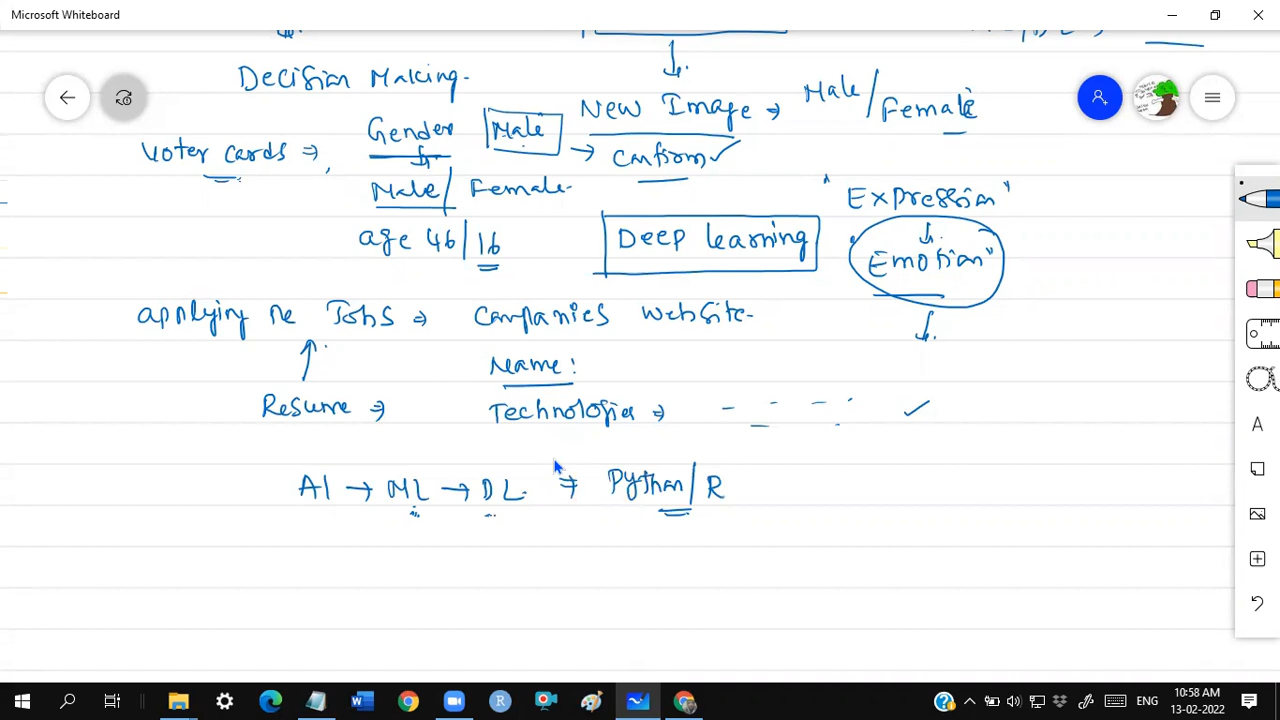 Microsoft Whiteboard
Decision Making.
New Image → Male/Female
Voter cards ⇒ Gender Male → Confirm ✓
Male/Female.
"Expression"
age 46/16
Deep learning
Emotion"
applying the Jobs ⇒ Companies website.
Name:
Resume ⇒ Technologies ⇒ - - - - ✓
AI → ML → DL. ⇒ Python/R
ENG
10:58 AM
13-02-2022